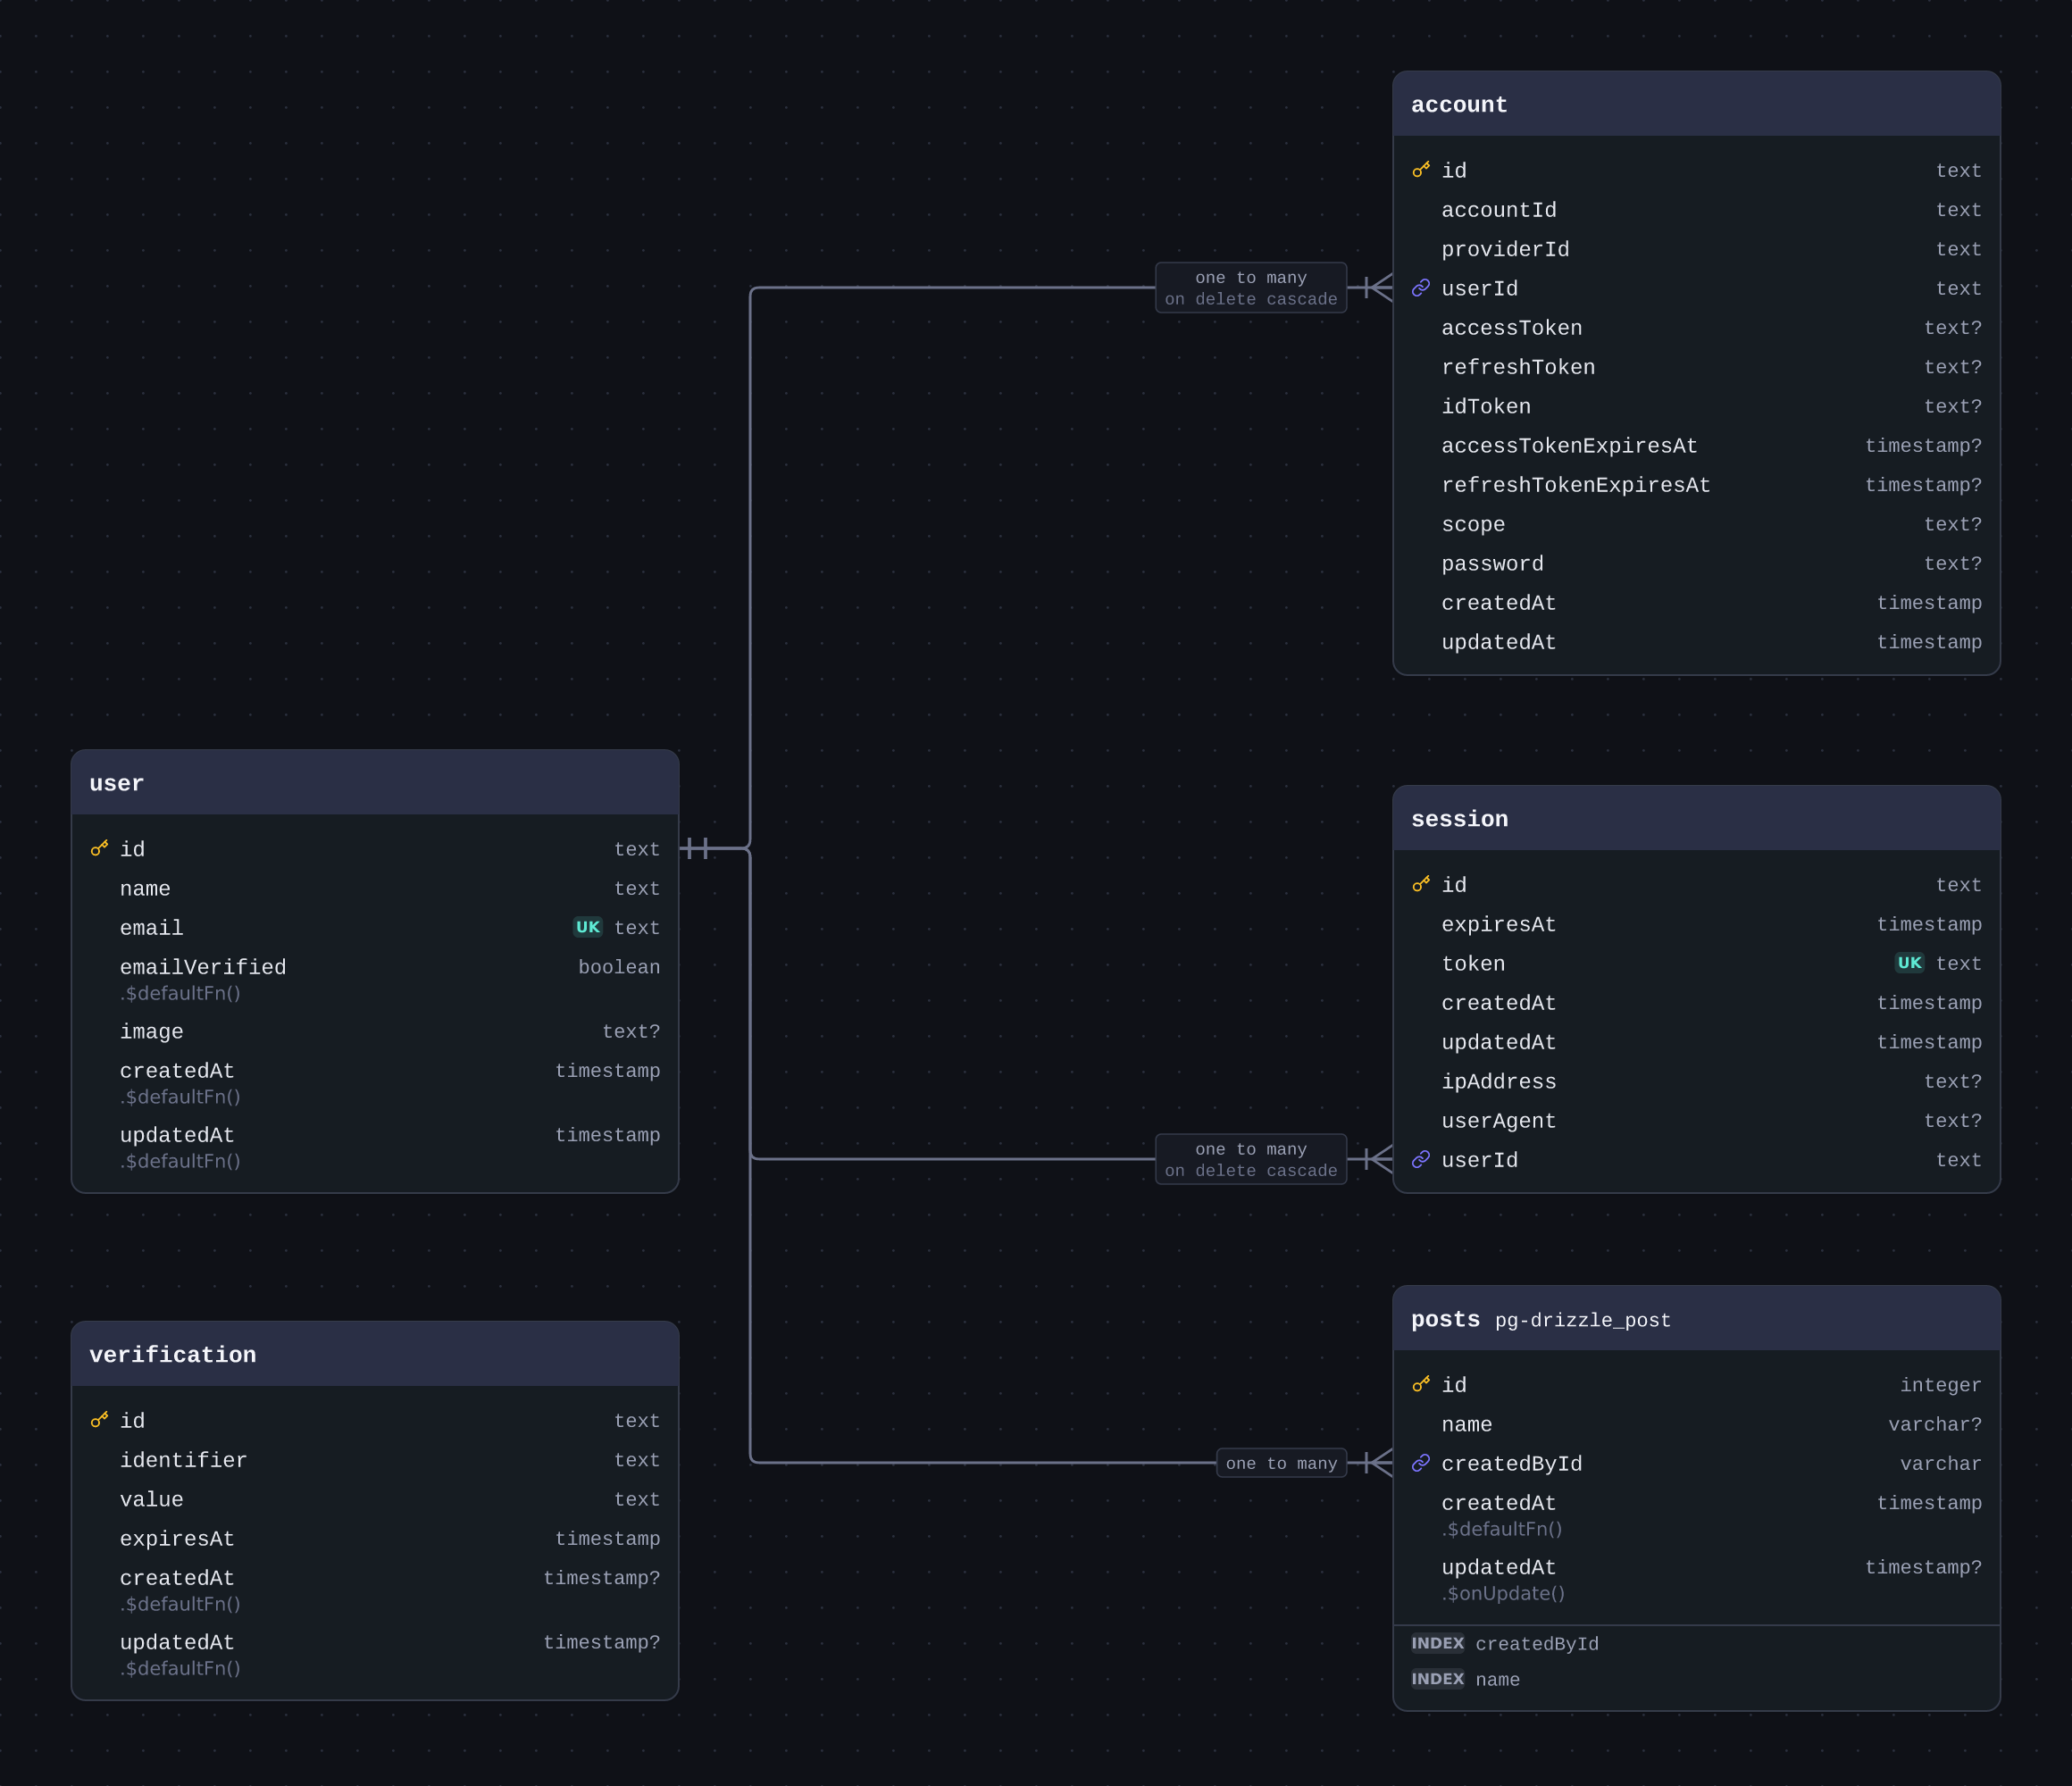 account
id text
accountId text
providerId text
userId text
accessToken text?
refreshToken text?
idToken text?
accessTokenExpiresAt timestamp?
refreshTokenExpiresAt timestamp?
scope text?
password text?
createdAt timestamp
updatedAt timestamp
one to many
on delete cascade
user
id text
name text
email UK text
emailVerified boolean
.$defaultFn()
image text?
createdAt timestamp
.$defaultFn()
updatedAt timestamp
.$defaultFn()
session
id text
expiresAt timestamp
token UK text
createdAt timestamp
updatedAt timestamp
ipAddress text?
userAgent text?
userId text
one to many
on delete cascade
verification
id text
identifier text
value text
expiresAt timestamp
createdAt timestamp?
.$defaultFn()
updatedAt timestamp?
.$defaultFn()
posts pg-drizzle_post
id integer
name varchar?
createdById varchar
createdAt timestamp
.$defaultFn()
updatedAt timestamp?
.$onUpdate()
INDEX createdById
INDEX name
one to many